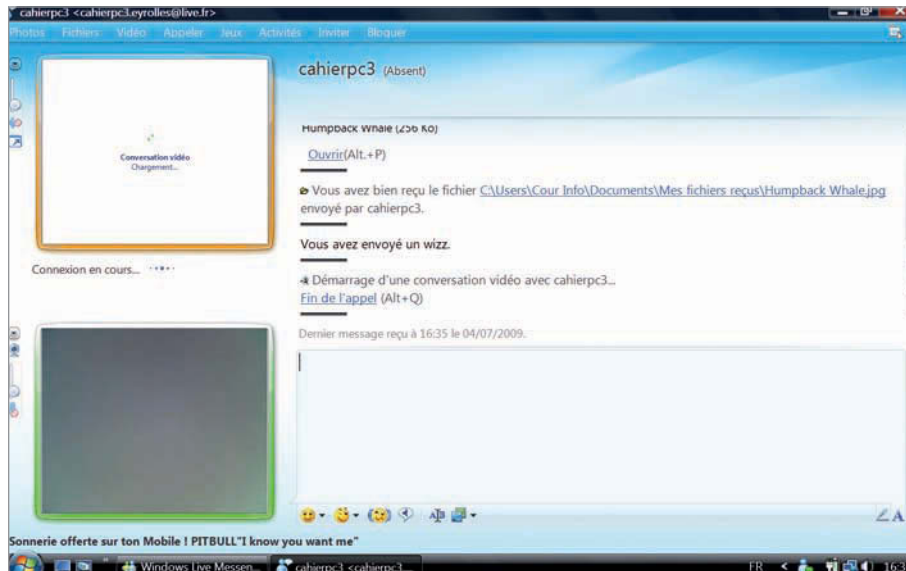 cahierpc3 <cahierpc3.eyrolles@live.fr>
Photos Fichiers Vidéo Appeler Jeux Activités Inviter Bloquer
cahierpc3 (Absent)
Conversation vidéo
Chargement...
Connexion en cours...
Humpback Whale (256 Ko)
Ouvrir(Alt.+P)
Vous avez bien reçu le fichier C:\Users\Cour Info\Documents\Mes fichiers reçus\Humpback Whale.jpg
envoyé par cahierpc3.
Vous avez envoyé un wizz.
Démarrage d'une conversation vidéo avec cahierpc3...
Fin de l'appel (Alt+Q)
Dernier message reçu à 16:35 le 04/07/2009.
Sonnerie offerte sur ton Mobile ! PITBULL"I know you want me"
Windows Live Messen... cahierpc3 <cahierpc3... FR 16:3